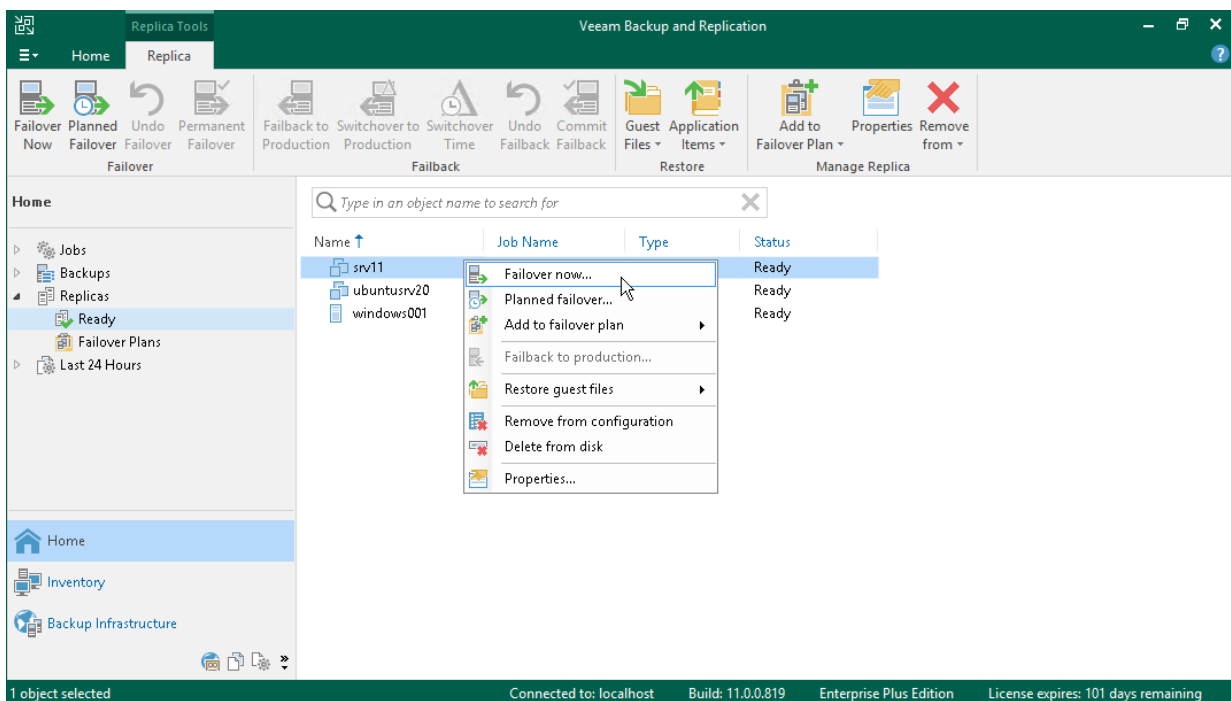 Replica Tools
Veeam Backup and Replication
Home
Replica
?
Failover Now
Planned Failover
Undo Failover
Permanent Failover
Failover
Failback to Production
Switchover to Production
Switchover Time
Undo Failback
Commit Failback
Failback
Guest Files
Application Items
Restore
Add to Failover Plan
Properties
Remove from
Manage Replica
Home
Jobs
Backups
Replicas
Ready
Failover Plans
Last 24 Hours
Home
Inventory
Backup Infrastructure
Type in an object name to search for
Name
Job Name
Type
Status
srv11
Ready
ubuntusrv20
Ready
windows001
Ready
Failover now...
Planned failover...
Add to failover plan
Failback to production...
Restore guest files
Remove from configuration
Delete from disk
Properties...
1 object selected
Connected to: localhost
Build: 11.0.0.819
Enterprise Plus Edition
License expires: 101 days remaining